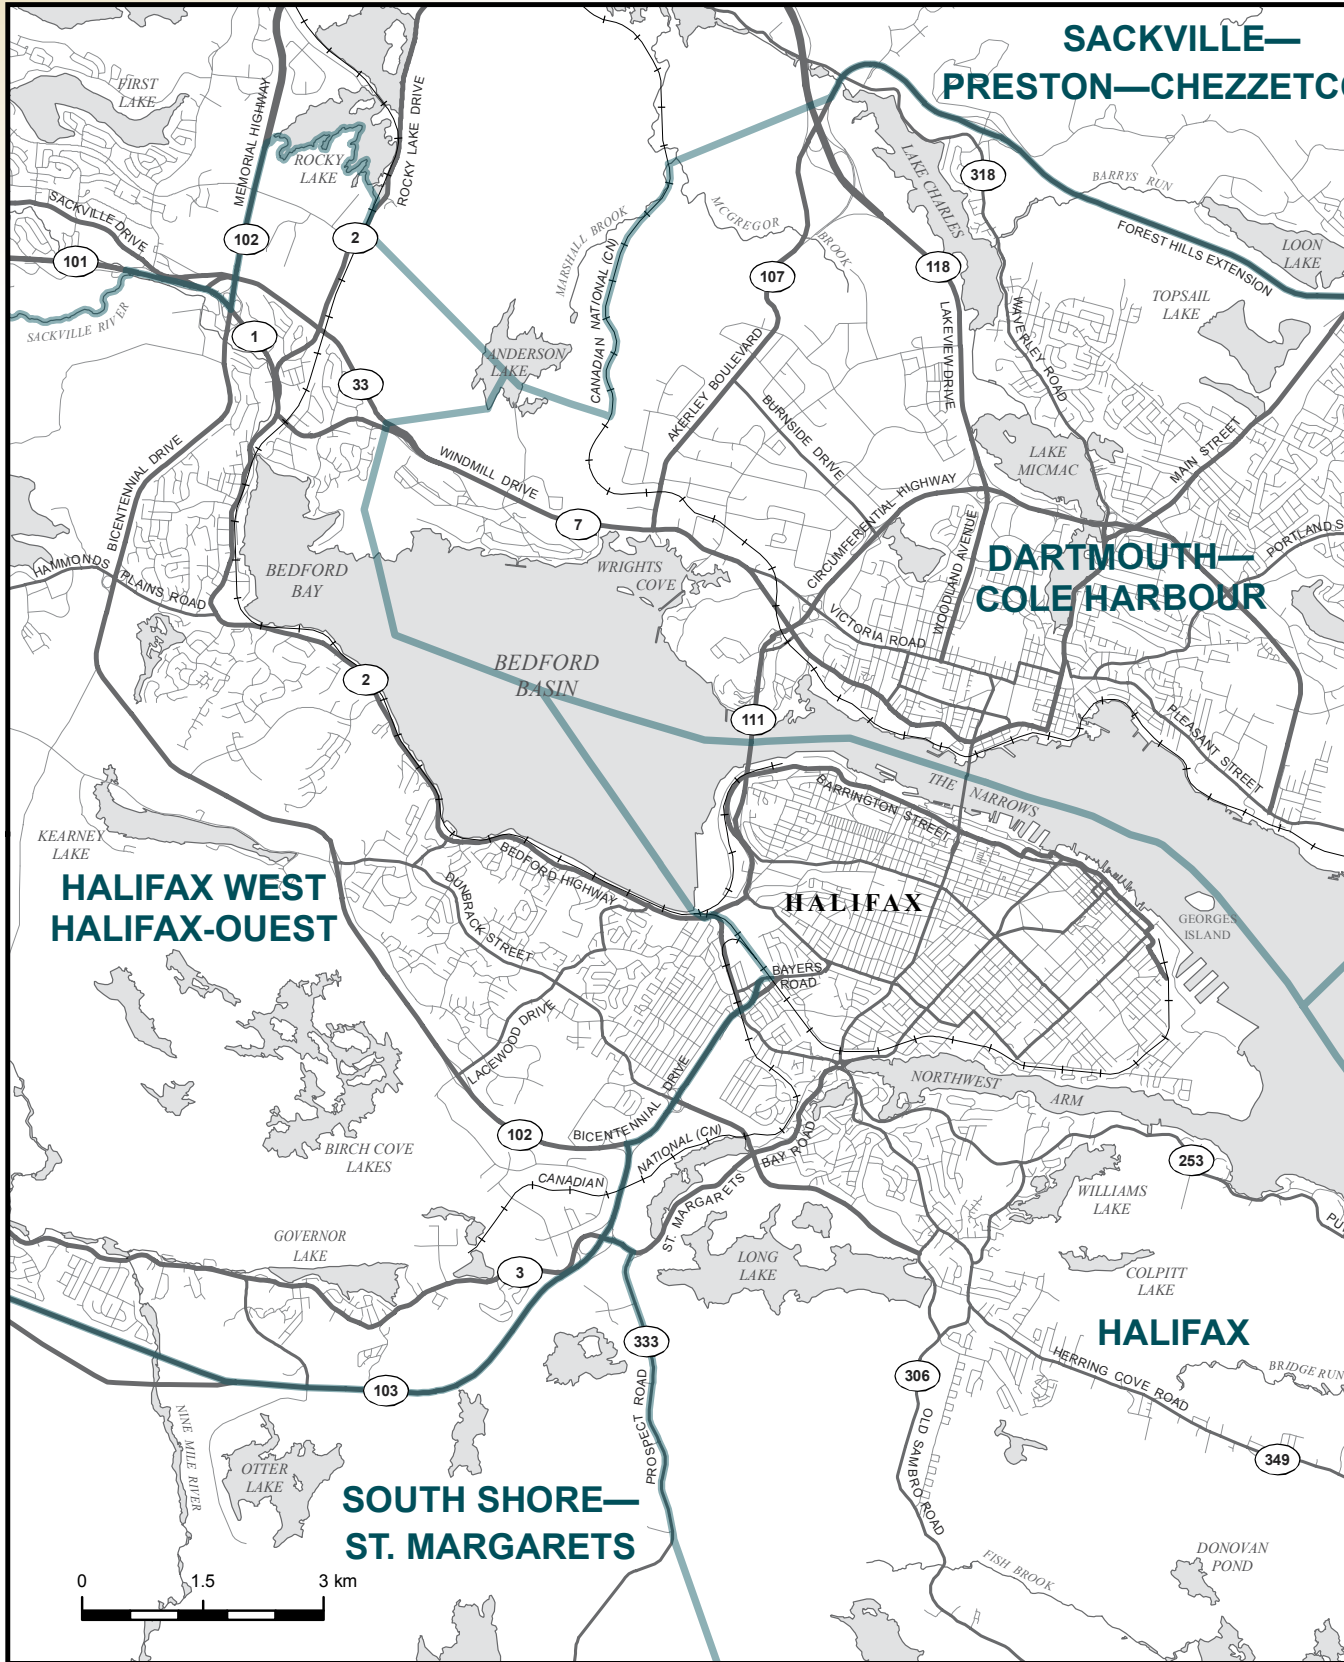 SACKVILLE—
PRESTON—CHEZZETCO
FIRST
LAKE
MEMORIAL HIGHWAY
ROCKY LAKE DRIVE
ROCKY
LAKE
LAKE CHARLES
318
BARRYS RUN
SACKVILLE DRIVE
102
2
101
MARSHALL BROOK
MCGREGOR
BROOK
FOREST HILLS EXTENSION
LOON
LAKE
CANADIAN NATIONAL (CN)
107
118
TOPSAIL
LAKE
SACKVILLE RIVER
1
WAVERLEY ROAD
LAKEVIEW DRIVE
ANDERSON
LAKE
33
AKERLEY BOULEVARD
BURNSIDE DRIVE
MAIN STREET
BICENTENNIAL DRIVE
WINDMILL DRIVE
LAKE
MICMAC
CIRCUMFERENTIAL HIGHWAY
7
WOODLAND AVENUE
PORTLAND S
HAMMONDS PLAINS ROAD
BEDFORD
BAY
WRIGHTS
COVE
DARTMOUTH—
COLE HARBOUR
VICTORIA ROAD
BEDFORD
BASIN
2
111
PLEASANT STREET
THE NARROWS
BARRINGTON STREET
KEARNEY
LAKE
BEDFORD HIGHWAY
DUNBRACK STREET
HALIFAX WEST
HALIFAX-OUEST
HALIFAX
GEORGES
ISLAND
BAYERS
ROAD
LACEWOOD DRIVE
NORTHWEST
ARM
BICENTENNIAL DRIVE
102
BIRCH COVE
LAKES
CANADIAN NATIONAL (CN)
ST. MARGARETS BAY ROAD
253
WILLIAMS
LAKE
PU
GOVERNOR
LAKE
3
LONG
LAKE
COLPITT
LAKE
333
HALIFAX
HERRING COVE ROAD
BRIDGE RUN
103
306
PROSPECT ROAD
OLD SAMBRO ROAD
349
NINE MILE RIVER
OTTER
LAKE
SOUTH SHORE—
ST. MARGARETS
FISH BROOK
DONOVAN
POND
0 1.5 3 km